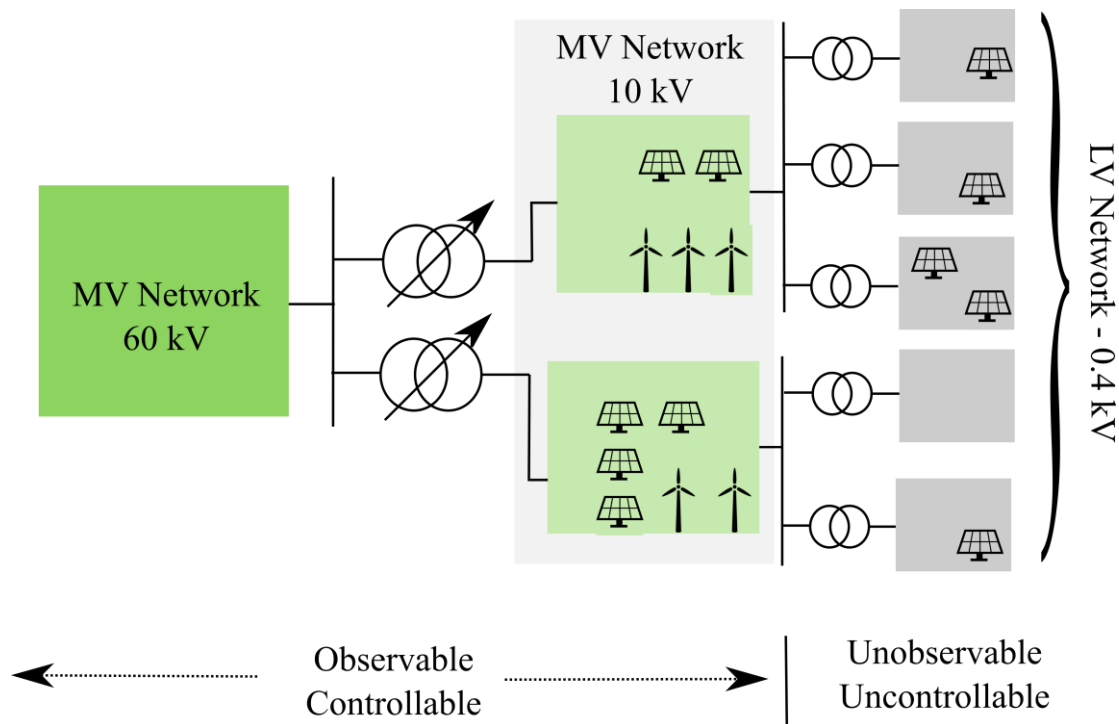 MV Network
60 kV
MV Network
10 kV
LV Network - 0.4 kV
Observable
Controllable
Unobservable
Uncontrollable